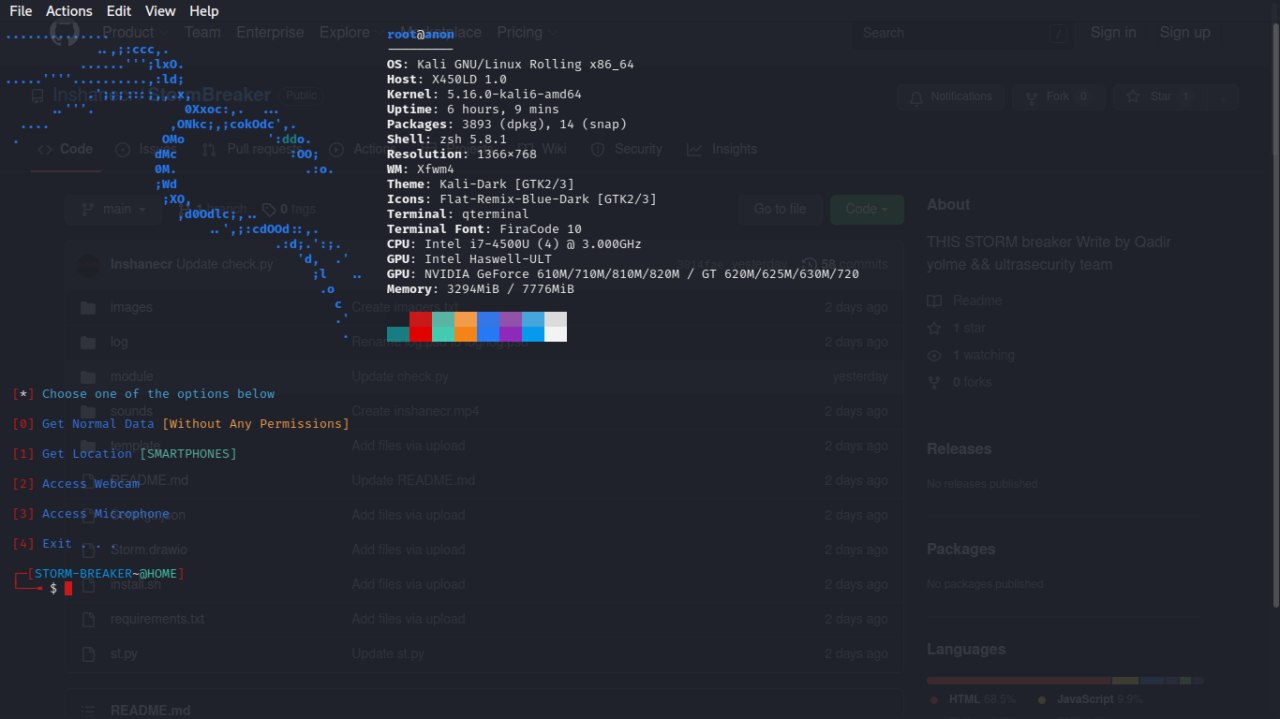 File Actions Edit View Help
Product Team Enterprise Explore Marketplace Pricing Search / Sign in Sign up
root@anon
OS: Kali GNU/Linux Rolling x86_64
Host: X450LD 1.0
Kernel: 5.16.0-kali6-amd64
Inshanecr / StormBreaker Public
Notifications Fork 0 Star 1
Uptime: 6 hours, 9 mins
Packages: 3893 (dpkg), 14 (snap)
Shell: zsh 5.8.1
Code Issues Pull requests Actions Wiki Security Insights
Resolution: 1366x768
WM: Xfwm4
Theme: Kali-Dark [GTK2/3]
Icons: Flat-Remix-Blue-Dark [GTK2/3]
main 1 branch 0 tags Go to file Code
About
Terminal: qterminal
Terminal Font: FiraCode 10
CPU: Intel i7-4500U (4) @ 3.000GHz
THIS STORM breaker Write by Qadir
yolme && ultrasecurity team
GPU: Intel Haswell-ULT
Inshanecr Update check.py yesterday 58 commits
GPU: NVIDIA GeForce 610M/710M/810M/820M / GT 620M/625M/630M/720
Memory: 3294MiB / 7776MiB
Readme
images 2 days ago
1 star
log 2 days ago
1 watching
module Update check.py yesterday
0 forks
[*] Choose one of the options below
sounds Create inshanecr.mp4 2 days ago
[0] Get Normal Data [Without Any Permissions]
template Add files via upload 2 days ago
Releases
[1] Get Location [SMARTPHONES]
README.md Update README.md 2 days ago
No releases published
[2] Access Webcam
[3] Access Microphone
Add files via upload 2 days ago
[4] Exit . . .
Storm.drawio Add files via upload 2 days ago
Packages
[STORM-BREAKER~@HOME]
$
install.sh Add files via upload 2 days ago
No packages published
requirements.txt Add files via upload 2 days ago
st.py Update st.py 2 days ago
Languages
README.md
HTML 68.5% JavaScript 9.9%